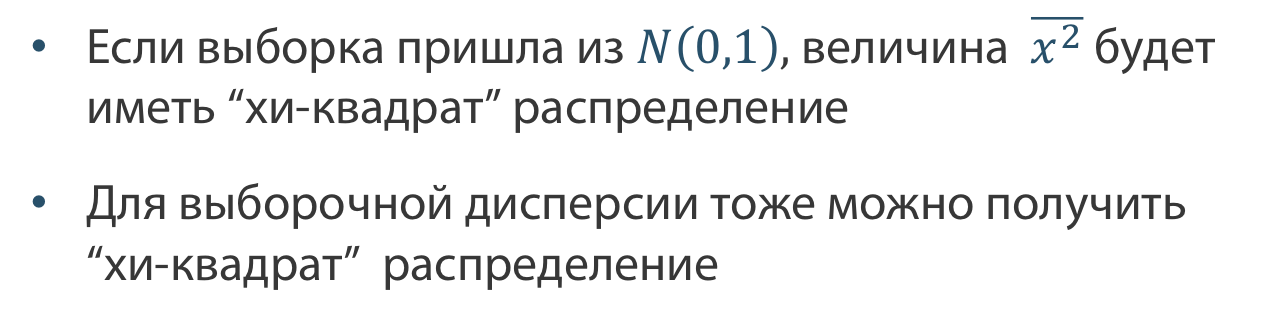 • Если выборка пришла из N(0,1), величина x̅²̅ будет
иметь “хи-квадрат” распределение
• Для выборочной дисперсии тоже можно получить
“хи-квадрат” распределение